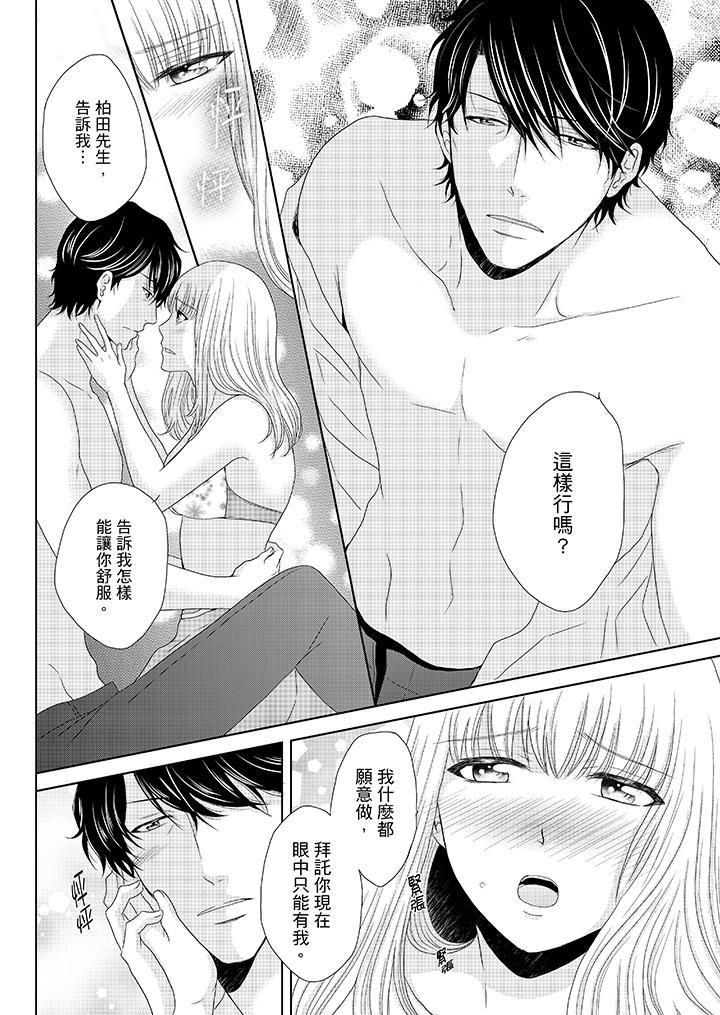 這樣行嗎？
怦
怦
柏田先生，
告訴我…
告訴我怎樣
能讓你舒服。
我什麼都
願意做，
拜託你現在
眼中只能有我。
緊張
緊張
怦怦